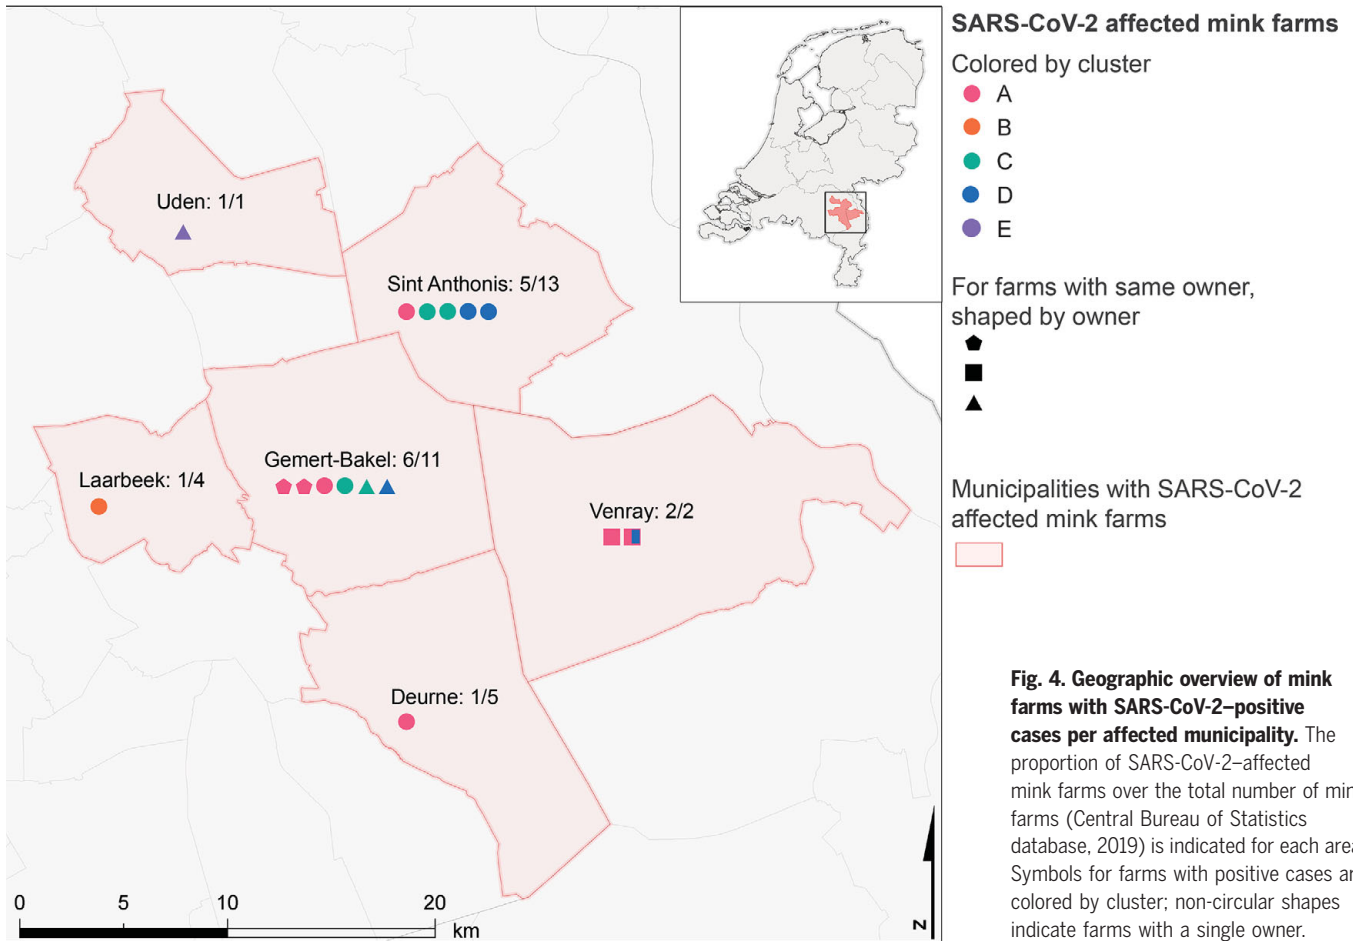 SARS-CoV-2 affected mink farms
Colored by cluster
A
B
C
D
E
For farms with same owner,
shaped by owner
Municipalities with SARS-CoV-2
affected mink farms
Uden: 1/1
Sint Anthonis: 5/13
Gemert-Bakel: 6/11
Laarbeek: 1/4
Venray: 2/2
Deurne: 1/5
0 5 10 20
km
N
Fig. 4. Geographic overview of mink
farms with SARS-CoV-2–positive
cases per affected municipality. The
proportion of SARS-CoV-2–affected
mink farms over the total number of min
farms (Central Bureau of Statistics
database, 2019) is indicated for each area
Symbols for farms with positive cases ar
colored by cluster; non-circular shapes
indicate farms with a single owner.